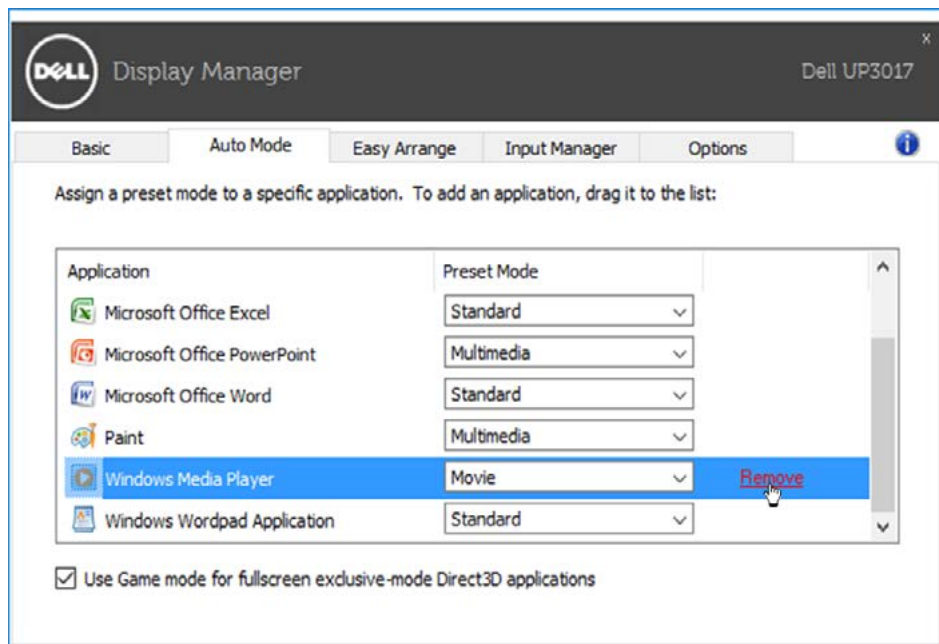 DELL Display Manager Dell UP3017
x
Basic Auto Mode Easy Arrange Input Manager Options i
Assign a preset mode to a specific application. To add an application, drag it to the list:
Application Preset Mode
Microsoft Office Excel Standard
Microsoft Office PowerPoint Multimedia
Microsoft Office Word Standard
Paint Multimedia
Windows Media Player Movie Remove
Windows Wordpad Application Standard
Use Game mode for fullscreen exclusive-mode Direct3D applications